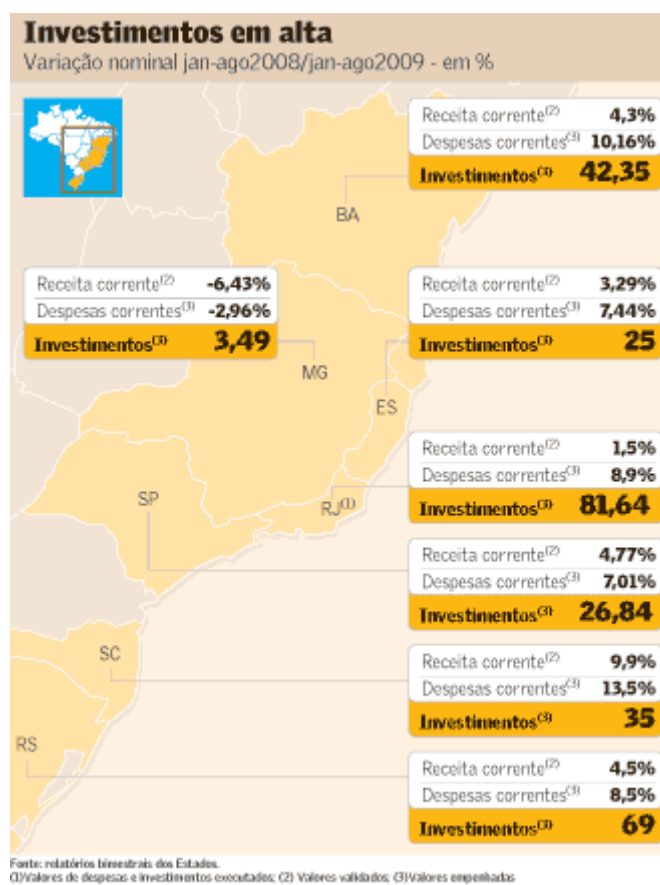 Investimentos em alta
Variação nominal jan-ago2008/jan-ago2009 - em %
Receita corrente(2) 4,3%
Despesas correntes(3) 10,16%
Investimentos(3) 42,35
BA
Receita corrente(2) -6,43%
Despesas correntes(3) -2,96%
Investimentos(3) 3,49
MG
Receita corrente(2) 3,29%
Despesas correntes(3) 7,44%
Investimentos(3) 25
ES
Receita corrente(2) 1,5%
Despesas correntes(3) 8,9%
Investimentos(3) 81,64
RJ(1)
SP
Receita corrente(2) 4,77%
Despesas correntes(3) 7,01%
Investimentos(3) 26,84
SC
Receita corrente(2) 9,9%
Despesas correntes(3) 13,5%
Investimentos(3) 35
RS
Receita corrente(2) 4,5%
Despesas correntes(3) 8,5%
Investimentos(3) 69
Fonte: relatórios bimestrais dos Estados.
(1)Valores de despesas e investimentos executados; (2) Valores validados; (3)Valores empenhadas